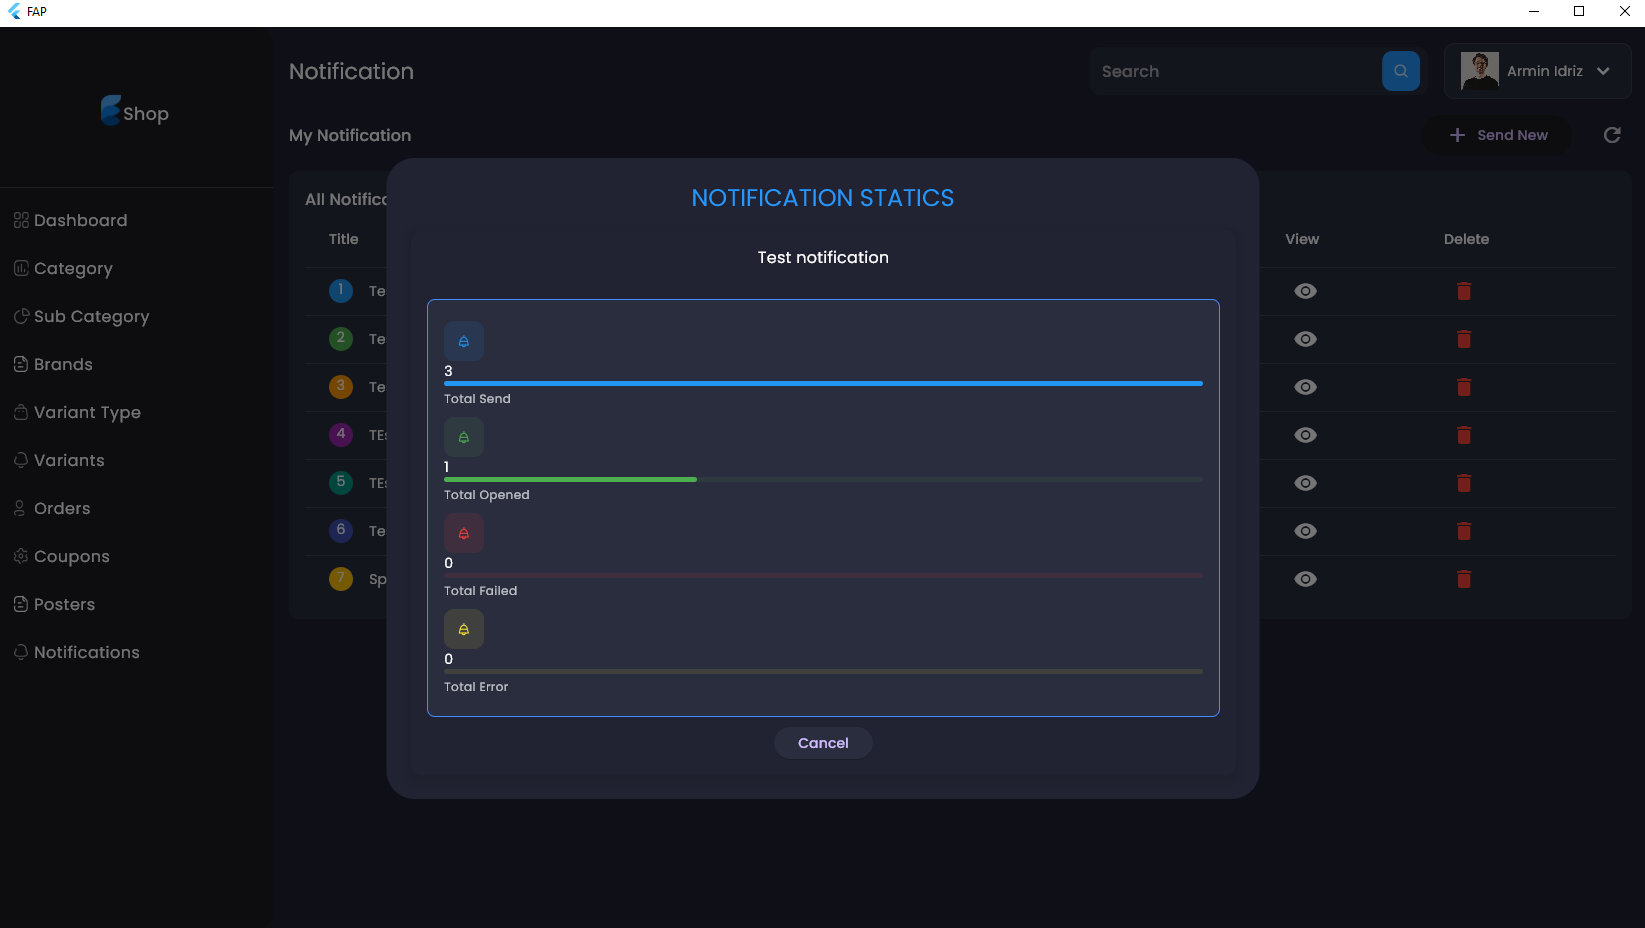 FAP
Shop
Dashboard
Category
Sub Category
Brands
Variant Type
Variants
Orders
Coupons
Posters
Notifications
Notification
Search
Armin Idriz
My Notification
Send New
All Notific
Title
View
Delete
1 Te
2 Te
3 Te
4 TEs
5 TEs
6 Te
7 Sp
NOTIFICATION STATICS
Test notification
3
Total Send
1
Total Opened
0
Total Failed
0
Total Error
Cancel